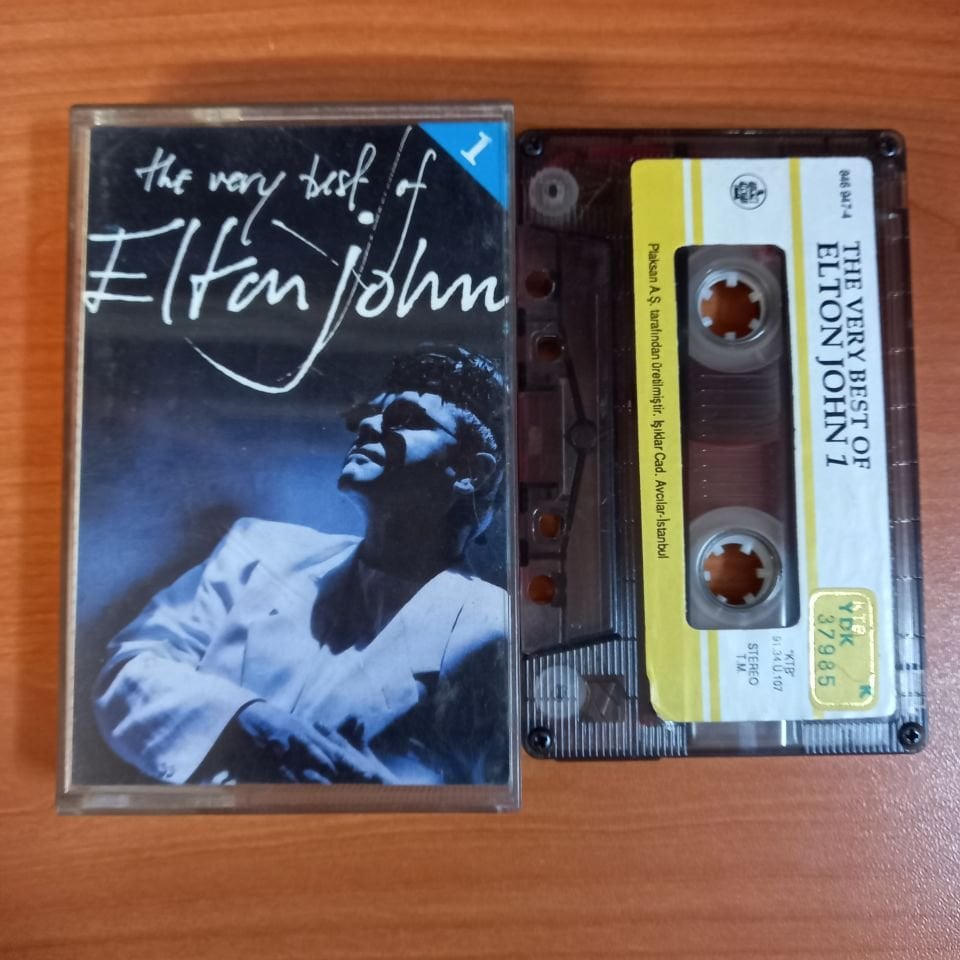 the very best of
Elton john
1
846 947-4
THE VERY BEST OF
ELTON JOHN 1
Plaksan A.Ş. tarafından üretilmiştir. Işıklar Cad. Avcılar-İstanbul
"KTB"
91.34.Ü.107
STEREO
T.M.
YDK
37985
K